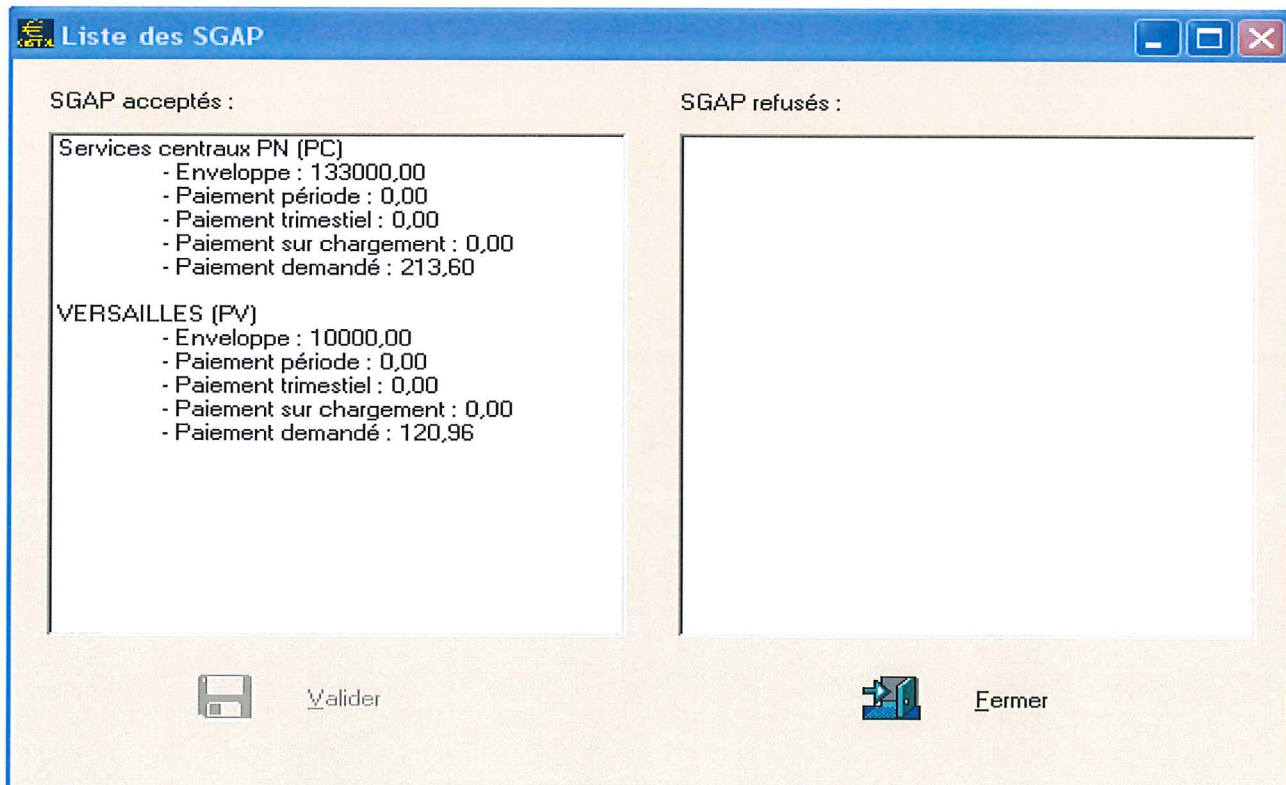 Liste des SGAP
SGAP acceptés :
Services centraux PN (PC)
- Enveloppe : 133000,00
- Paiement période : 0,00
- Paiement trimestiel : 0,00
- Paiement sur chargement : 0,00
- Paiement demandé : 213,60
VERSAILLES (PV)
- Enveloppe : 10000,00
- Paiement période : 0,00
- Paiement trimestiel : 0,00
- Paiement sur chargement : 0,00
- Paiement demandé : 120,96
SGAP refusés :
Valider
Fermer